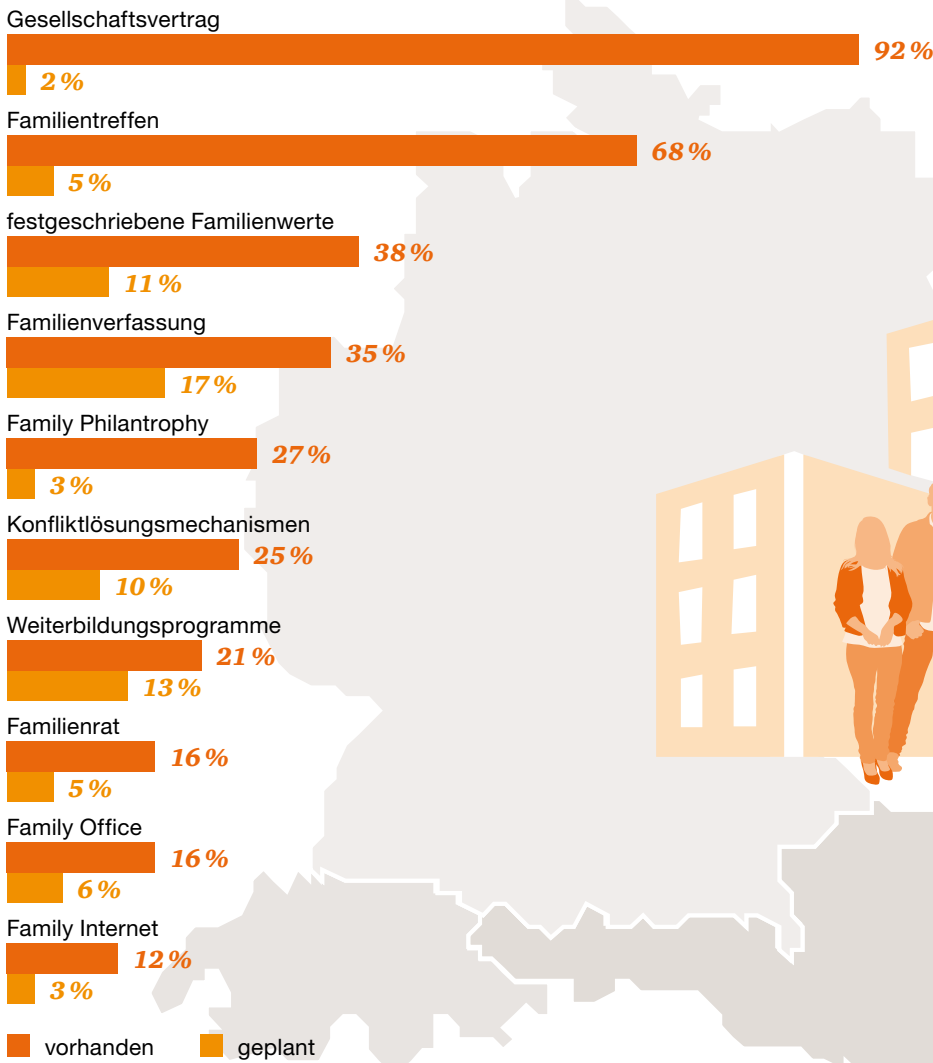 Gesellschaftsvertrag
92 %
2 %
Familientreffen
68 %
5 %
festgeschriebene Familienwerte
38 %
11 %
Familienverfassung
35 %
17 %
Family Philantrophy
27 %
3 %
Konfliktlösungsmechanismen
25 %
10 %
Weiterbildungsprogramme
21 %
13 %
Familienrat
16 %
5 %
Family Office
16 %
6 %
Family Internet
12 %
3 %
vorhanden geplant